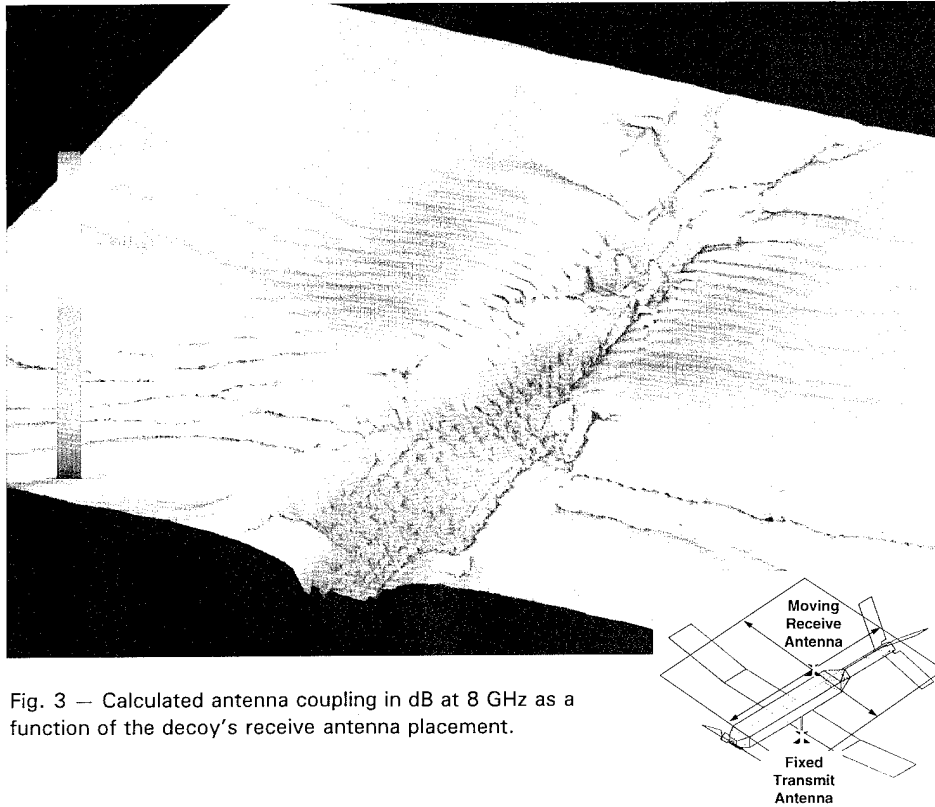 Moving
Receive
Antenna
Fixed
Transmit
Antenna
Fig. 3 — Calculated antenna coupling in dB at 8 GHz as a
function of the decoy's receive antenna placement.